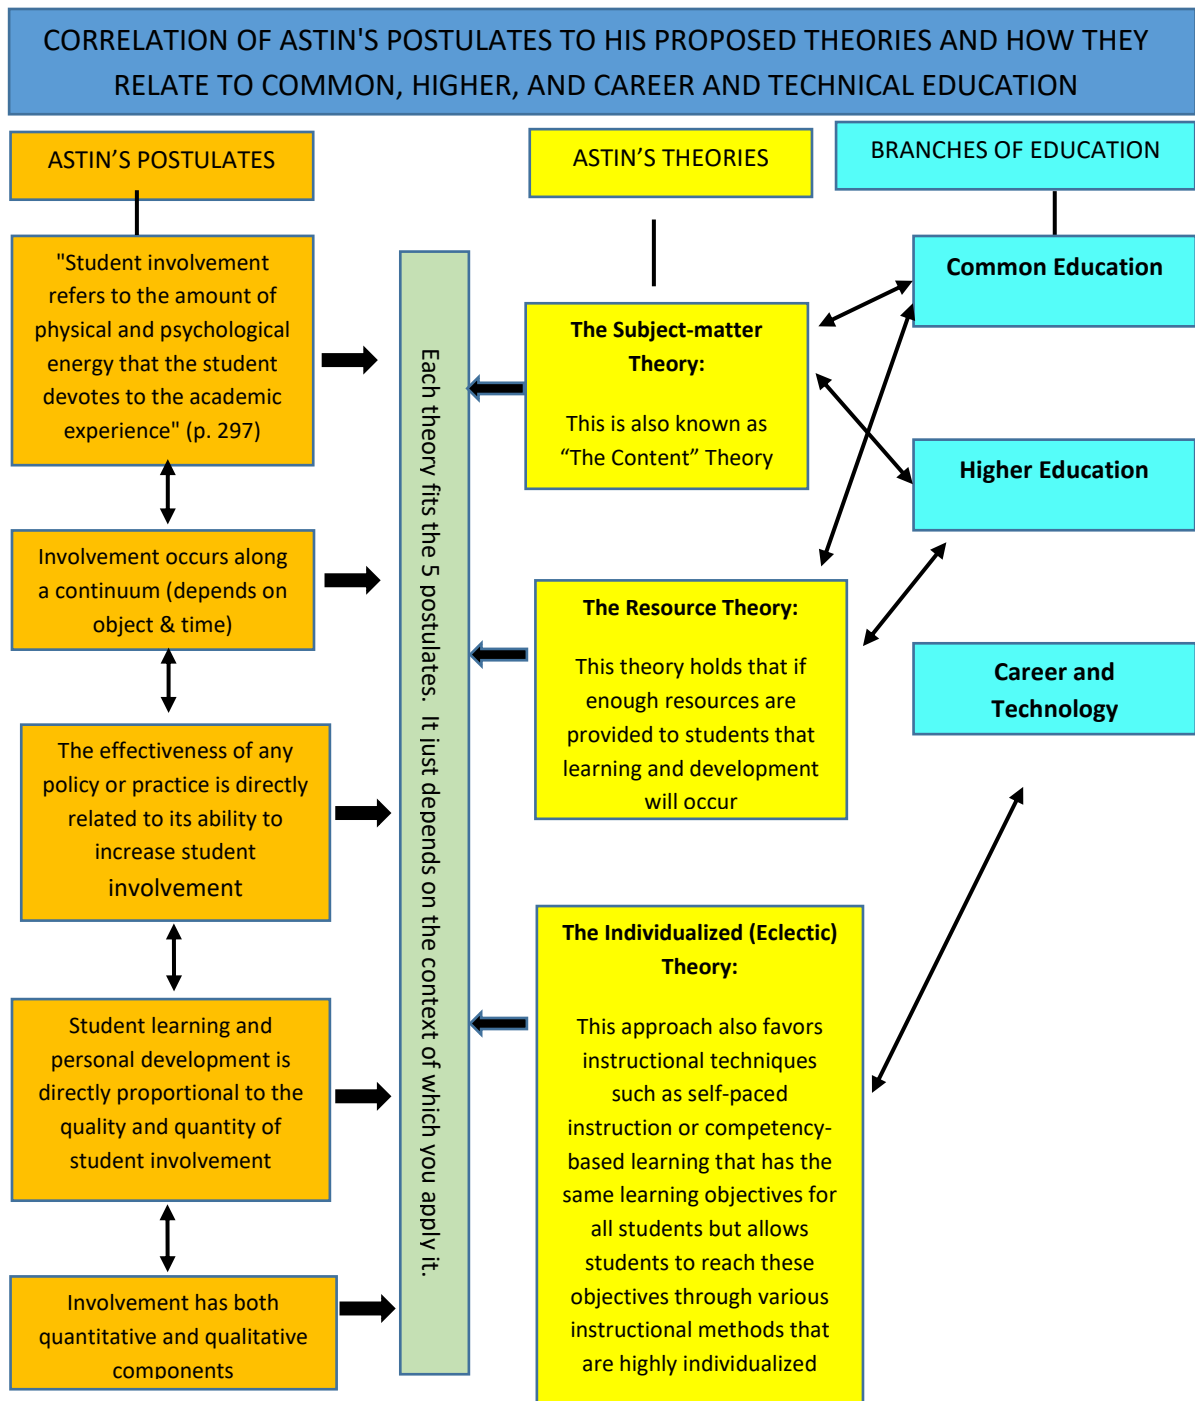 CORRELATION OF ASTIN'S POSTULATES TO HIS PROPOSED THEORIES AND HOW THEY
RELATE TO COMMON, HIGHER, AND CAREER AND TECHNICAL EDUCATION
ASTIN’S POSTULATES
"Student involvement
refers to the amount of
physical and psychological
energy that the student
devotes to the academic
experience" (p. 297)
Involvement occurs along
a continuum (depends on
object & time)
The effectiveness of any
policy or practice is directly
related to its ability to
increase student
involvement
Student learning and
personal development is
directly proportional to the
quality and quantity of
student involvement
Involvement has both
quantitative and qualitative
components
Each theory fits the 5 postulates. It just depends on the context of which you apply it.
ASTIN’S THEORIES
The Subject-matter
Theory:
This is also known as
“The Content” Theory
The Resource Theory:
This theory holds that if
enough resources are
provided to students that
learning and development
will occur
The Individualized (Eclectic)
Theory:
This approach also favors
instructional techniques
such as self-paced
instruction or competency-
based learning that has the
same learning objectives for
all students but allows
students to reach these
objectives through various
instructional methods that
are highly individualized
BRANCHES OF EDUCATION
Common Education
Higher Education
Career and
Technology